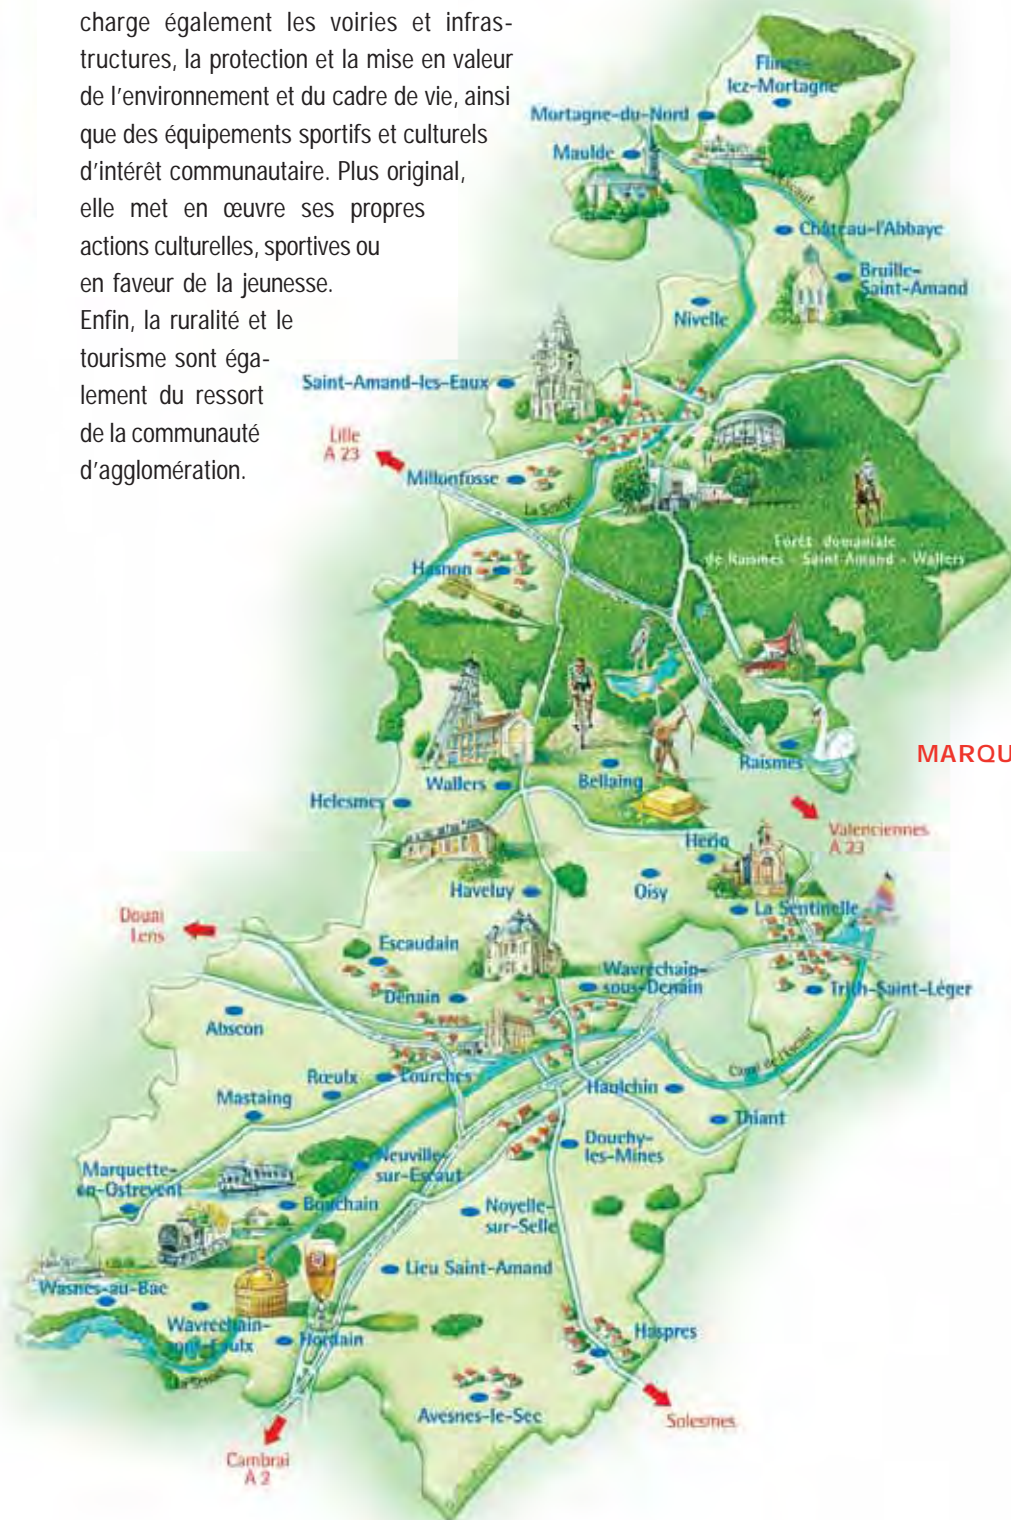 charge également les voiries et infras-
tructures, la protection et la mise en valeur
de l'environnement et du cadre de vie, ainsi
que des équipements sportifs et culturels
d'intérêt communautaire. Plus original,
elle met en œuvre ses propres
actions culturelles, sportives ou
en faveur de la jeunesse.
Enfin, la ruralité et le
tourisme sont éga-
lement du ressort
de la communauté
d'agglomération.
Flines-
lez-Mortagne
Mortagne-du-Nord
Maulde
Château-l'Abbaye
Bruille-
Saint-Amand
Nivelle
Saint-Amand-les-Eaux
Lille
A 23
Millonfosse
La Scarpe
Forêt domaniale
de Raismes - Saint Amand - Wallers
Hasnon
Raismes
MARQU
Wallers
Bellaing
Helesmes
Valenciennes
A 23
Herin
Haveluy
Oisy
La Sentinelle
Douai
Lens
Escaudain
Wavrechain-
sous-Denain
Denain
Trith-Saint-Léger
Abscon
Canal de l'Escaut
Rœulx
Lourches
Haulchin
Mastaing
Thiant
Douchy-
les-Mines
Neuville-
sur-Escaut
Marquette-
en-Ostrevent
Bouchain
Noyelle-
sur-Selle
Lieu Saint-Amand
Wasnes-au-Bac
Wavrechain-
sous-Faulx
Hordain
Haspres
Avesnes-le-Sec
Solesmes
Cambrai
A 2